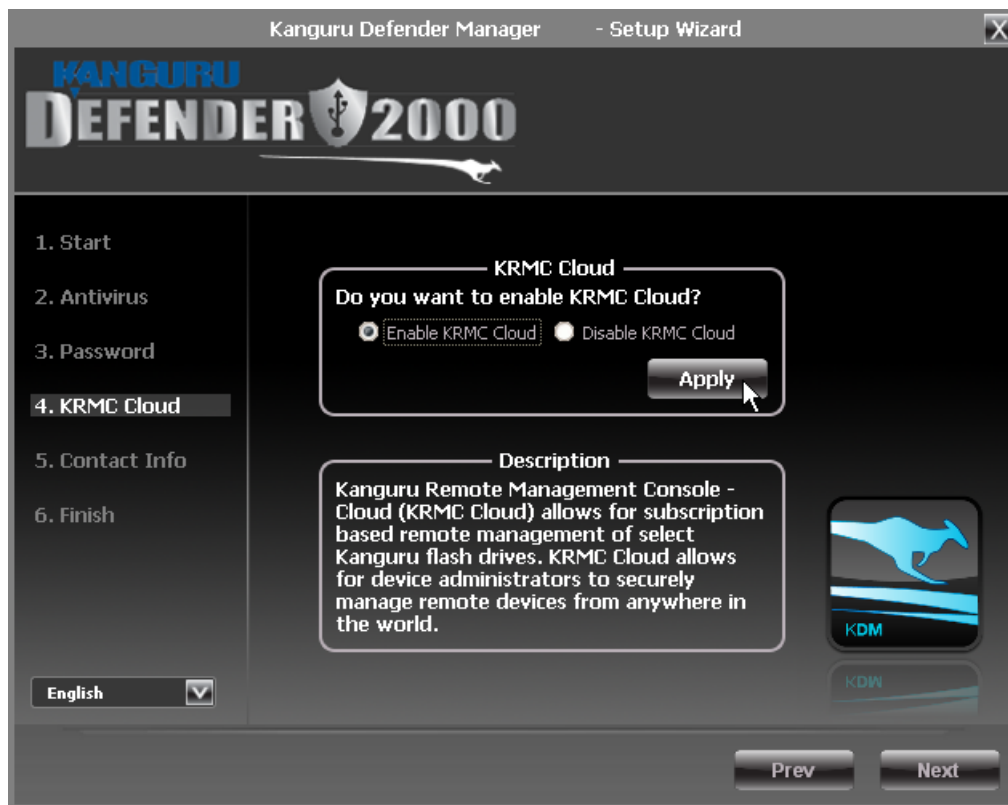 Kanguru Defender Manager - Setup Wizard
X
KANGURU
DEFENDER 2000
1. Start
2. Antivirus
3. Password
4. KRMC Cloud
5. Contact Info
6. Finish
English
KRMC Cloud
Do you want to enable KRMC Cloud?
Enable KRMC Cloud Disable KRMC Cloud
Apply
Description
Kanguru Remote Management Console -
Cloud (KRMC Cloud) allows for subscription
based remote management of select
Kanguru flash drives. KRMC Cloud allows
for device administrators to securely
manage remote devices from anywhere in
the world.
KDM
KDM
Prev Next